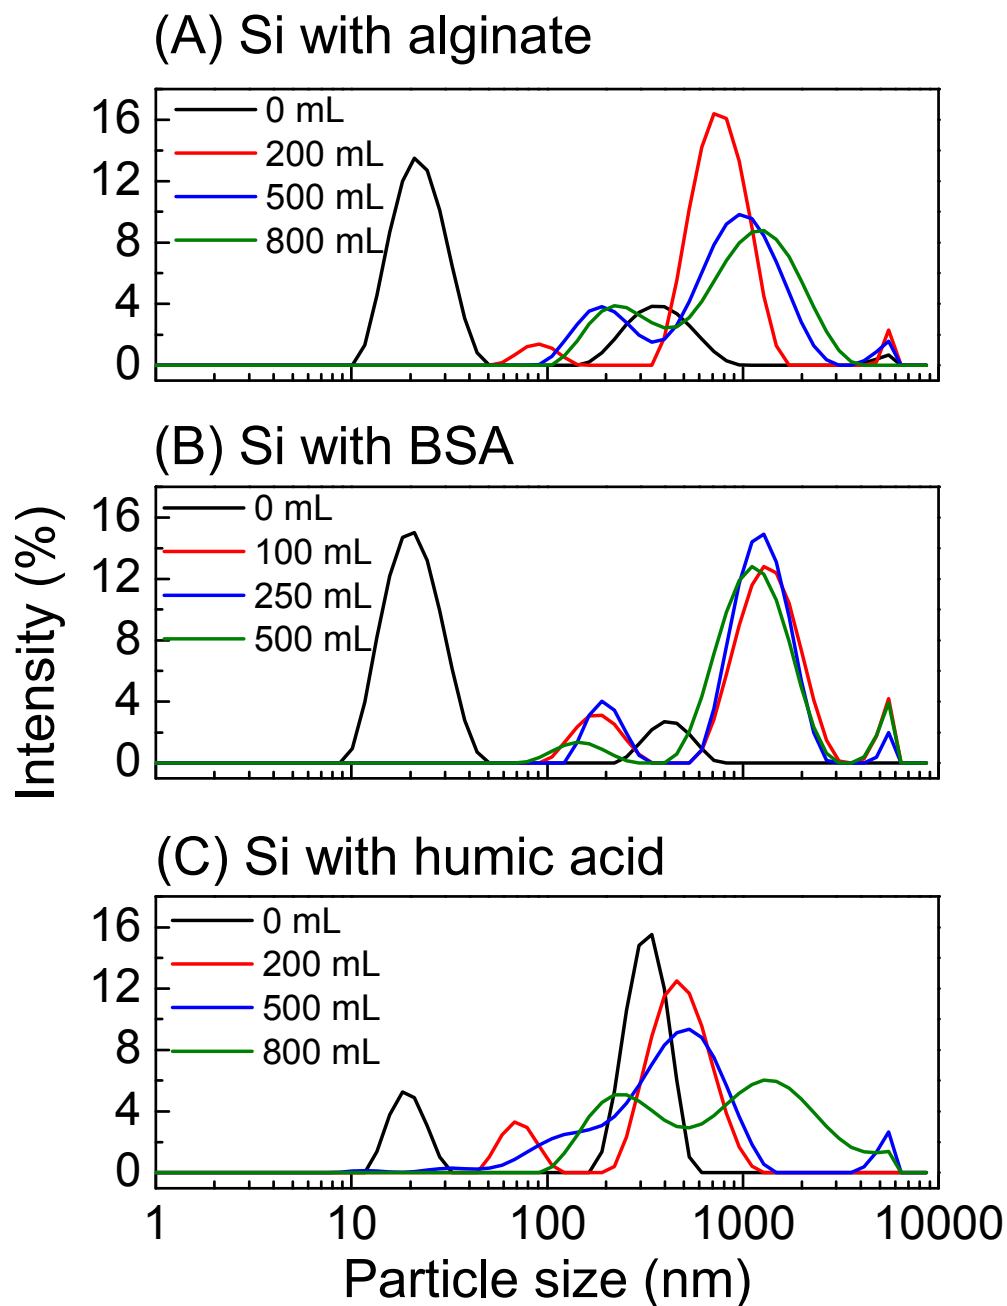 (A) Si with alginate
16
12
8
4
0
0 mL
200 mL
500 mL
800 mL
(B) Si with BSA
16
12
8
4
0
0 mL
100 mL
250 mL
500 mL
Intensity (%)
(C) Si with humic acid
16
12
8
4
0
0 mL
200 mL
500 mL
800 mL
1 10 100 1000 10000
Particle size (nm)